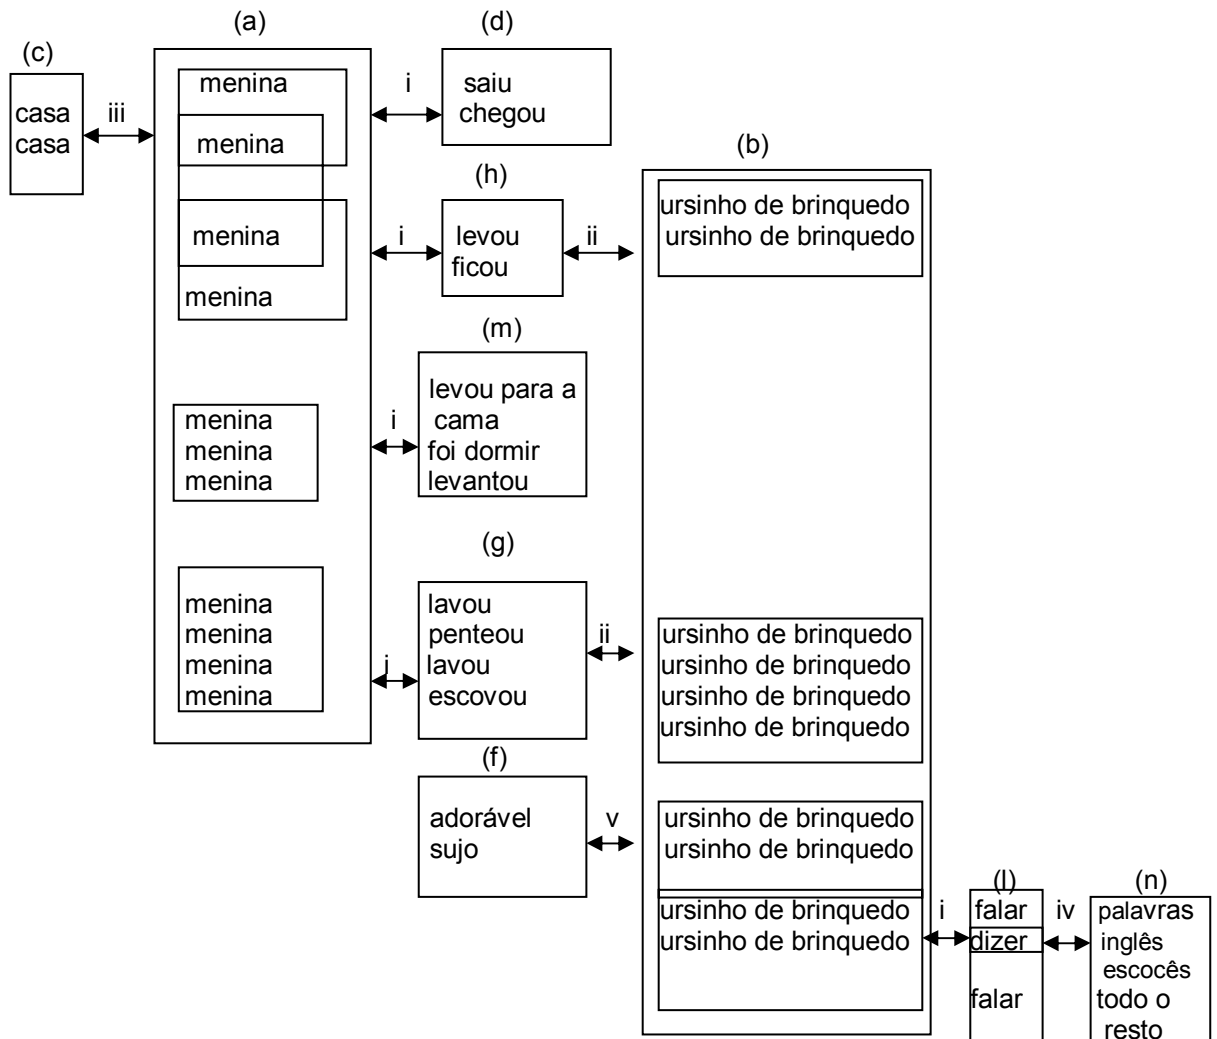 (a)
(d)
(c)
menina
i
saiu
casa
iii
chegou
casa
menina
(b)
(h)
ursinho de brinquedo
menina
i
levou
ii
ursinho de brinquedo
ficou
menina
(m)
levou para a
menina
i
cama
menina
foi dormir
menina
levantou
(g)
menina
lavou
ii
ursinho de brinquedo
menina
penteou
ursinho de brinquedo
menina
i
lavou
ursinho de brinquedo
menina
escovou
ursinho de brinquedo
(f)
adorável
v
ursinho de brinquedo
sujo
ursinho de brinquedo
(l)
(n)
ursinho de brinquedo
i
falar
iv
palavras
ursinho de brinquedo
dizer
inglês
escocês
falar
todo o
resto